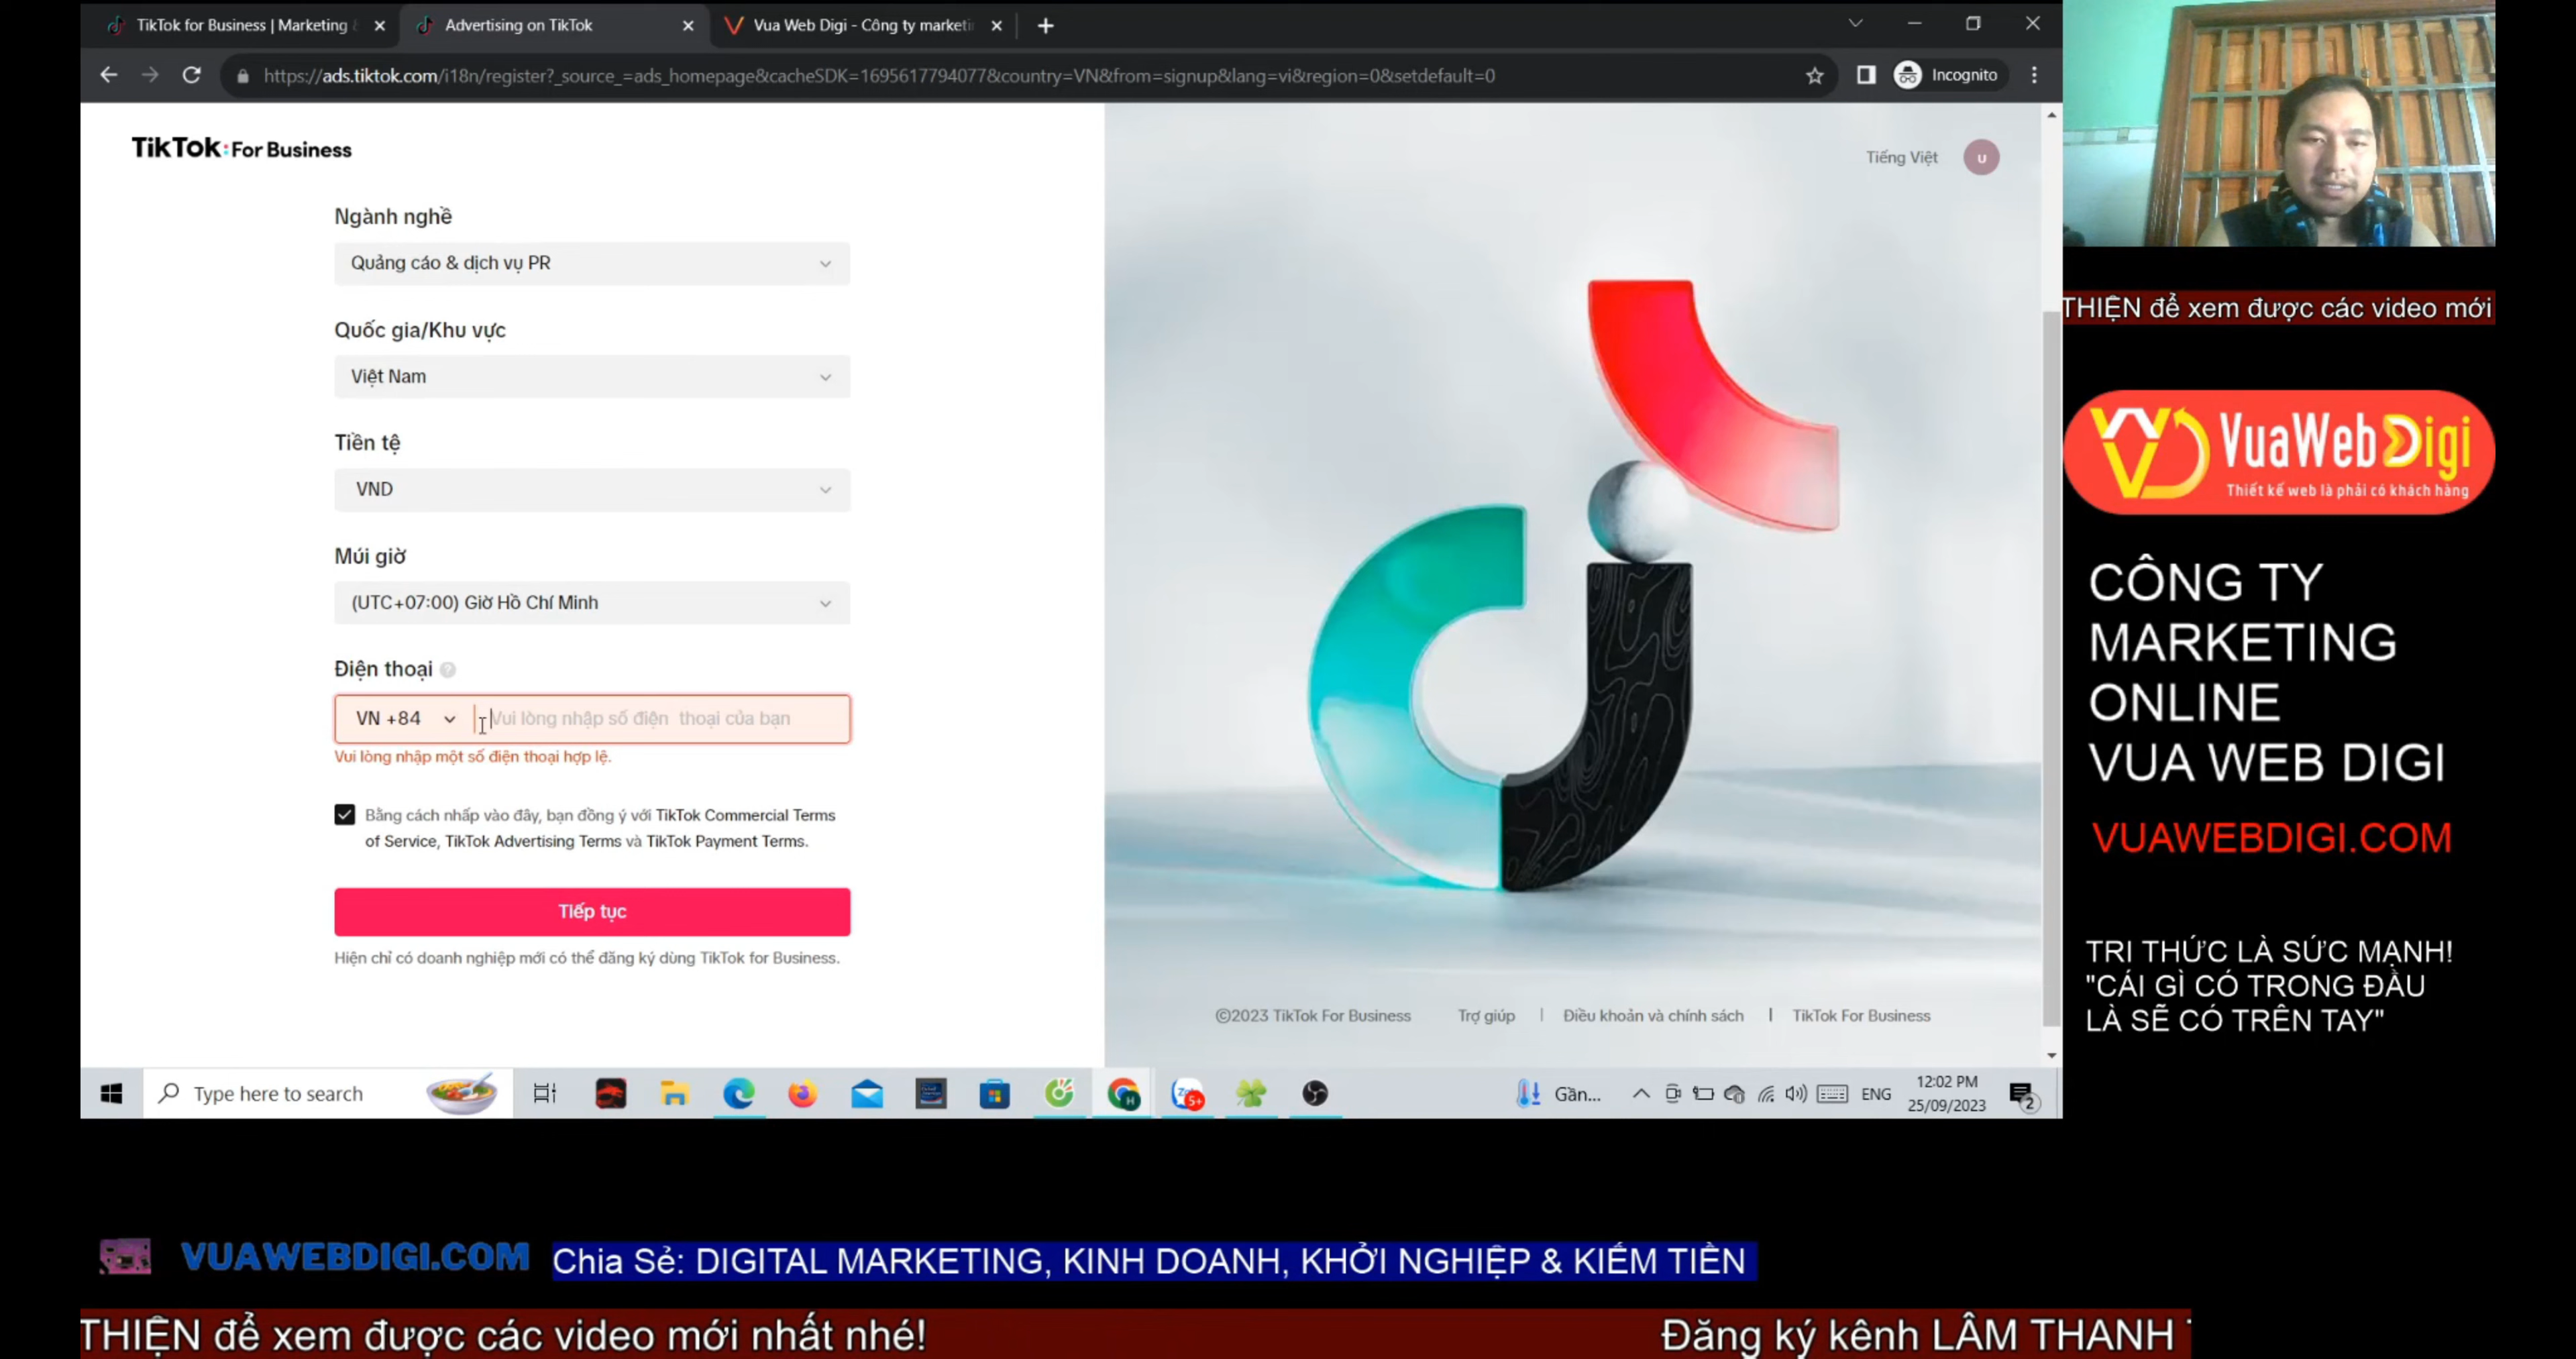 TikTok for Business | Marketing &
Advertising on TikTok
Vua Web Digi - Công ty marketi
https://ads.tiktok.com/i18n/register?_source_=ads_homepage&cacheSDK=1695617794077&country=VN&from=signup&lang=vi&region=0&setdefault=0
Incognito
TikTok: For Business
Tiếng Việt
U
Ngành nghề
Quảng cáo & dịch vụ PR
Quốc gia/Khu vực
Việt Nam
Tiền tệ
VND
Múi giờ
(UTC+07:00) Giờ Hồ Chí Minh
Điện thoại
VN +84
Vui lòng nhập số điện thoại của bạn
Vui lòng nhập một số điện thoại hợp lệ.
Bằng cách nhấp vào đây, bạn đồng ý với TikTok Commercial Terms
of Service, TikTok Advertising Terms và TikTok Payment Terms.
Tiếp tục
Hiện chỉ có doanh nghiệp mới có thể đăng ký dùng TikTok for Business.
©2023 TikTok For Business
Trợ giúp
Điều khoản và chính sách
TikTok For Business
Type here to search
5+
Gần...
ENG
12:02 PM
25/09/2023
2
THIỆN để xem được các video mới
VuaWebDigi
Thiết kế web là phải có khách hàng
CÔNG TY
MARKETING
ONLINE
VUA WEB DIGI
VUAWEBDIGI.COM
TRI THỨC LÀ SỨC MẠNH!
"CÁI GÌ CÓ TRONG ĐẦU
LÀ SẼ CÓ TRÊN TAY"
VUAWEBDIGI.COM
Chia Sẻ: DIGITAL MARKETING, KINH DOANH, KHỞI NGHIỆP & KIẾM TIỀN
THIỆN để xem được các video mới nhất nhé!
Đăng ký kênh LÂM THANH